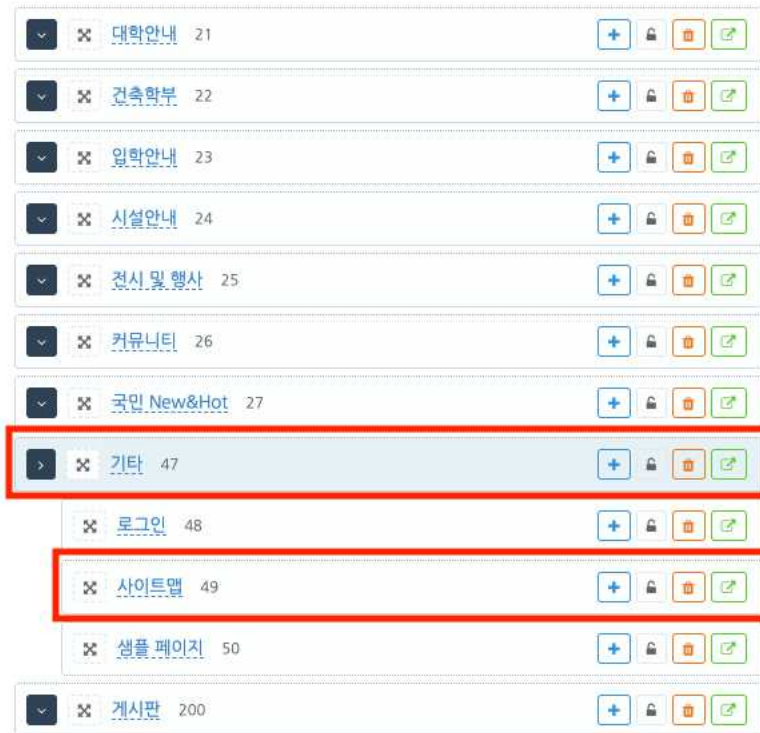 대학안내 21
건축학부 22
입학안내 23
시설안내 24
전시 및 행사 25
커뮤니티 26
국민 New&Hot 27
기타 47
로그인 48
사이트맵 49
샘플 페이지 50
게시판 200